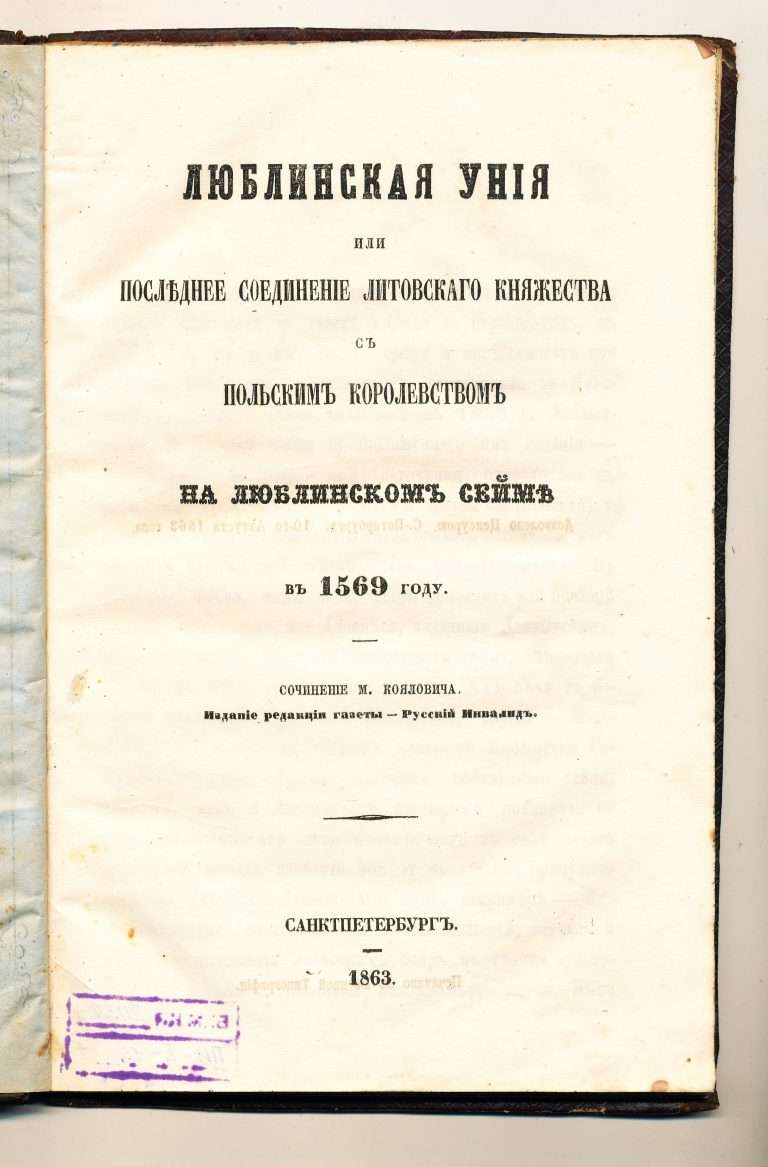 ЛЮБЛИНСКАЯ УНІЯ
ИЛИ
ПОСЛѢДНЕЕ СОЕДИНЕНІЕ ЛИТОВСКАГО КНЯЖЕСТВА
СЪ
ПОЛЬСКИМЪ КОРОЛЕВСТВОМЪ
НА ЛЮБЛИНСКОМЪ СЕЙМѢ
ВЪ 1569 ГОДУ.
СОЧИНЕНІЕ М. КОЯЛОВИЧА.
Изданіе редакціи газеты — Русскій Инвалидъ.
САНКТПЕТЕРБУРГЪ.
1863.